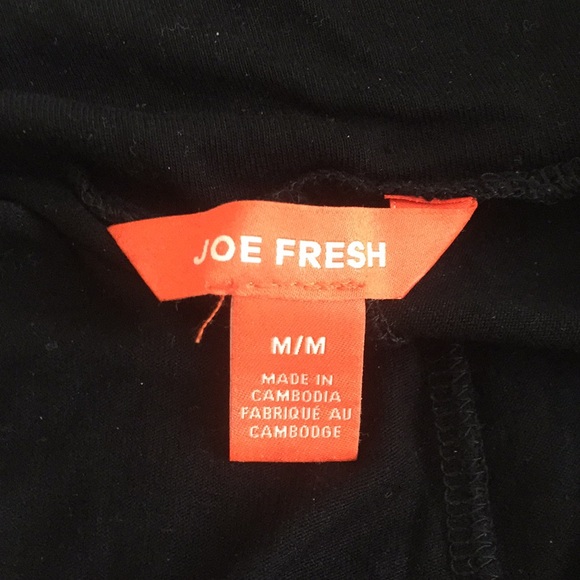 JOE FRESH
M/M
MADE IN
CAMBODIA
FABRIQUÉ AU
CAMBODGE